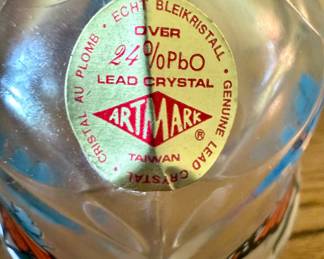 • ECHT BLEIKRISTALL • GENUINE LEAD CRYSTAL • CRISTAL AU PLOMB
OVER
24%PbO
LEAD CRYSTAL
ARTMARK®
TAIWAN